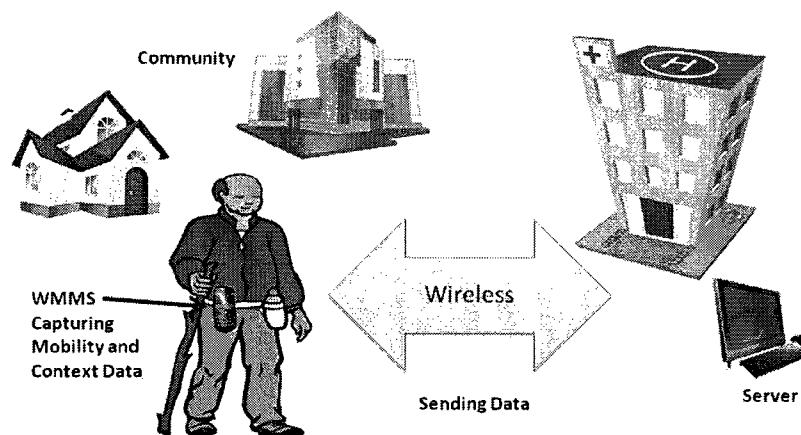 Community
H
WMMS
Capturing
Mobility and
Context Data
Wireless
Sending Data
Server